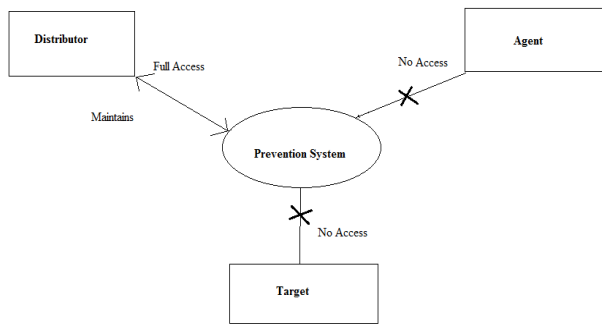 Distributor
Agent
Full Access
No Access
Maintains
Prevention System
No Access
Target